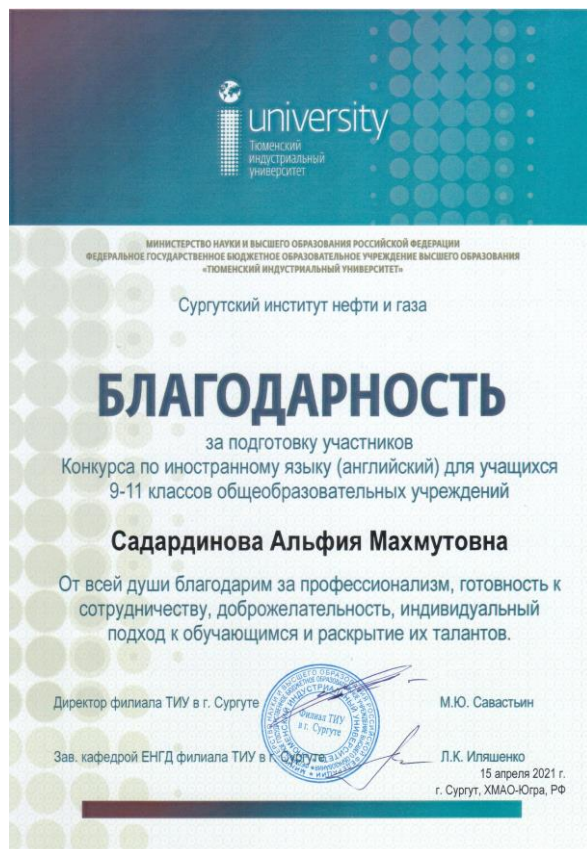 university
Тюменский
индустриальный
университет
МИНИСТЕРСТВО НАУКИ И ВЫСШЕГО ОБРАЗОВАНИЯ РОССИЙСКОЙ ФЕДЕРАЦИИ
ФЕДЕРАЛЬНОЕ ГОСУДАРСТВЕННОЕ БЮДЖЕТНОЕ ОБРАЗОВАТЕЛЬНОЕ УЧРЕЖДЕНИЕ ВЫСШЕГО ОБРАЗОВАНИЯ
«ТЮМЕНСКИЙ ИНДУСТРИАЛЬНЫЙ УНИВЕРСИТЕТ»
Сургутский институт нефти и газа
БЛАГОДАРНОСТЬ
за подготовку участников
Конкурса по иностранному языку (английский) для учащихся
9-11 классов общеобразовательных учреждений
Садардинова Альфия Махмутовна
От всей души благодарим за профессионализм, готовность к
сотрудничеству, доброжелательность, индивидуальный
подход к обучающимся и раскрытие их талантов.
Директор филиала ТИУ в г. Сургуте М.Ю. Савастьин
Филиал ТИУ
в г. Сургуте
Зав. кафедрой ЕНГД филиала ТИУ в г. Сургуте Л.К. Иляшенко
15 апреля 2021 г.
г. Сургут, ХМАО-Югра, РФ